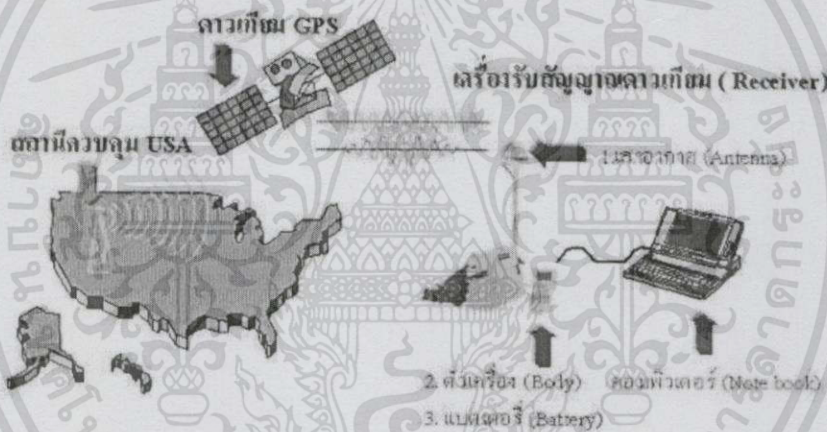 ดาวเทียม GPS
เครื่องรับสัญญาณดาวเทียม ( Receiver)
สถานีควบคุม USA
1.เสาอากาศ (Antenna)
2. ตัวเครื่อง (Body)
คอมพิวเตอร์ (Note book)
3. แบตเตอรี่ (Battery)